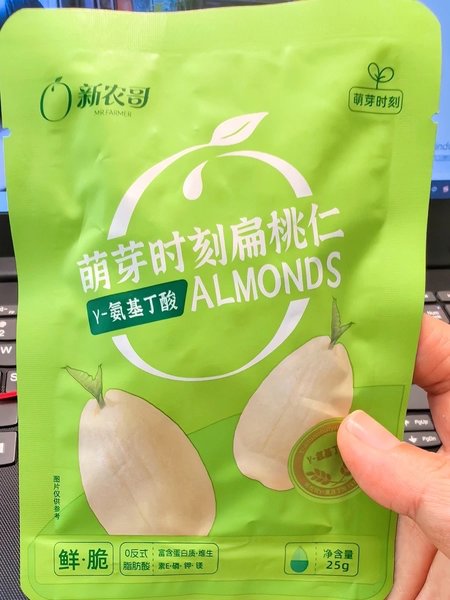 新农哥
MR.FARMER
萌芽时刻
萌芽时刻扁桃仁
γ-氨基丁酸
ALMONDS
图片仅供参考
鲜·脆
0反式
脂肪酸
富含蛋白质·维生
素E·磷·钾·镁
净含量
25g